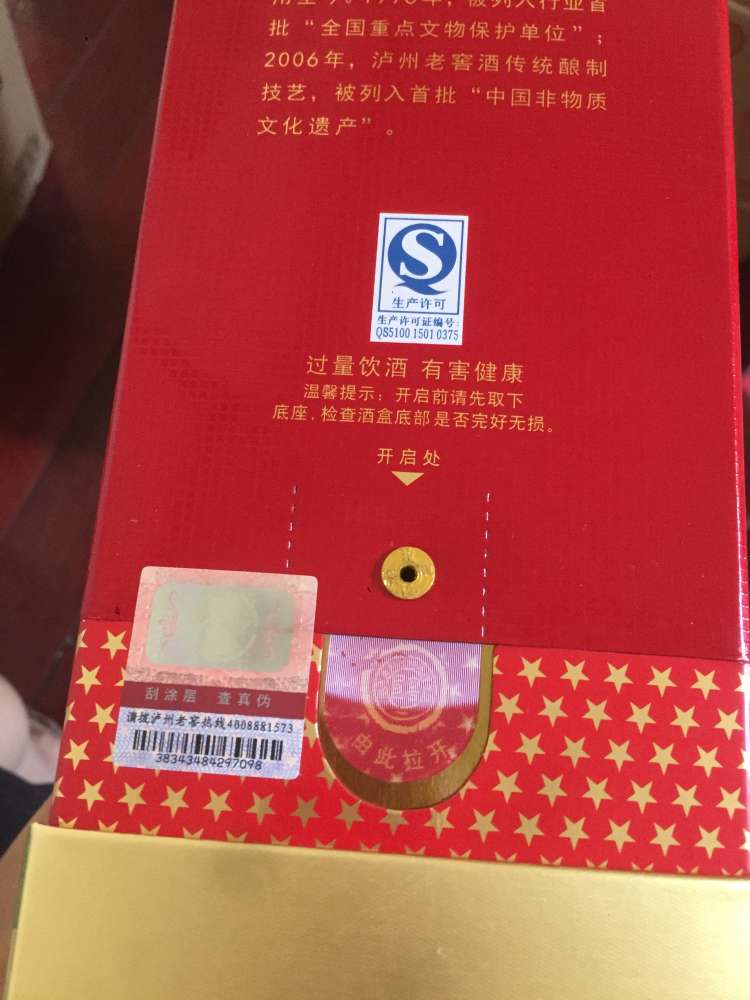 批“全国重点文物保护单位”；
2006年，泸州老窖酒传统酿制
技艺，被列入首批“中国非物质
文化遗产”。
生产许可
生产许可证编号:
QS5100 1501 0375
过量饮酒 有害健康
温馨提示：开启前请先取下
底座，检查酒盒底部是否完好无损。
开启处
由此拉开
刮涂层 查真伪
请拨泸州老窖热线4008881573
38343484297098